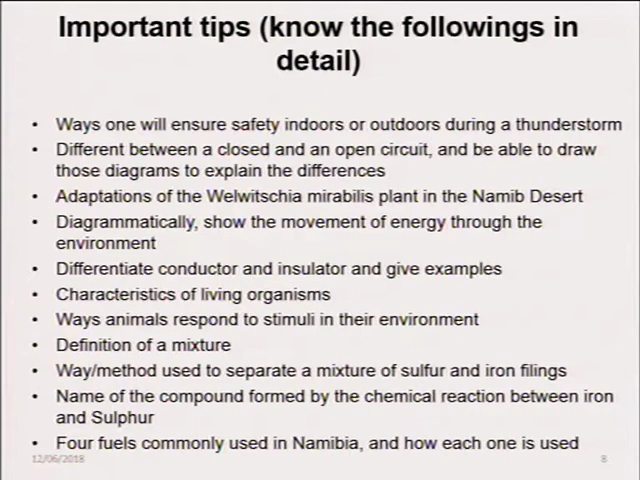 Important tips (know the followings in
detail)
• Ways one will ensure safety indoors or outdoors during a thunderstorm
• Different between a closed and an open circuit, and be able to draw
those diagrams to explain the differences
• Adaptations of the Welwitschia mirabilis plant in the Namib Desert
• Diagrammatically, show the movement of energy through the
environment
• Differentiate conductor and insulator and give examples
• Characteristics of living organisms
• Ways animals respond to stimuli in their environment
• Definition of a mixture
• Way/method used to separate a mixture of sulfur and iron filings
• Name of the compound formed by the chemical reaction between iron
and Sulphur
• Four fuels commonly used in Namibia, and how each one is used
12/06/2018 8